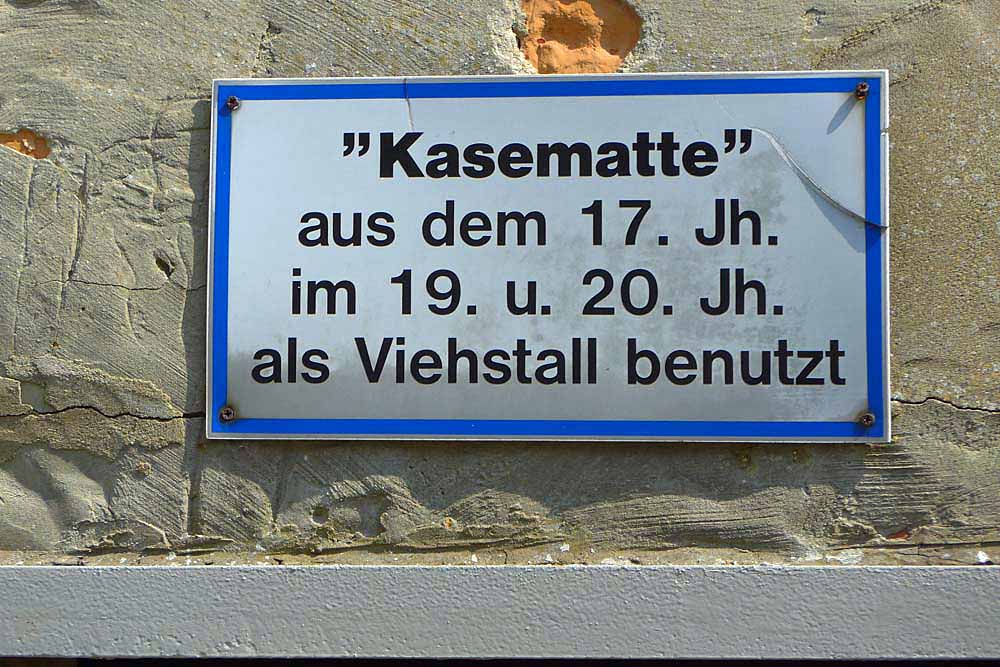 ”Kasematte”
aus dem 17. Jh.
im 19. u. 20. Jh.
als Viehstall benutzt